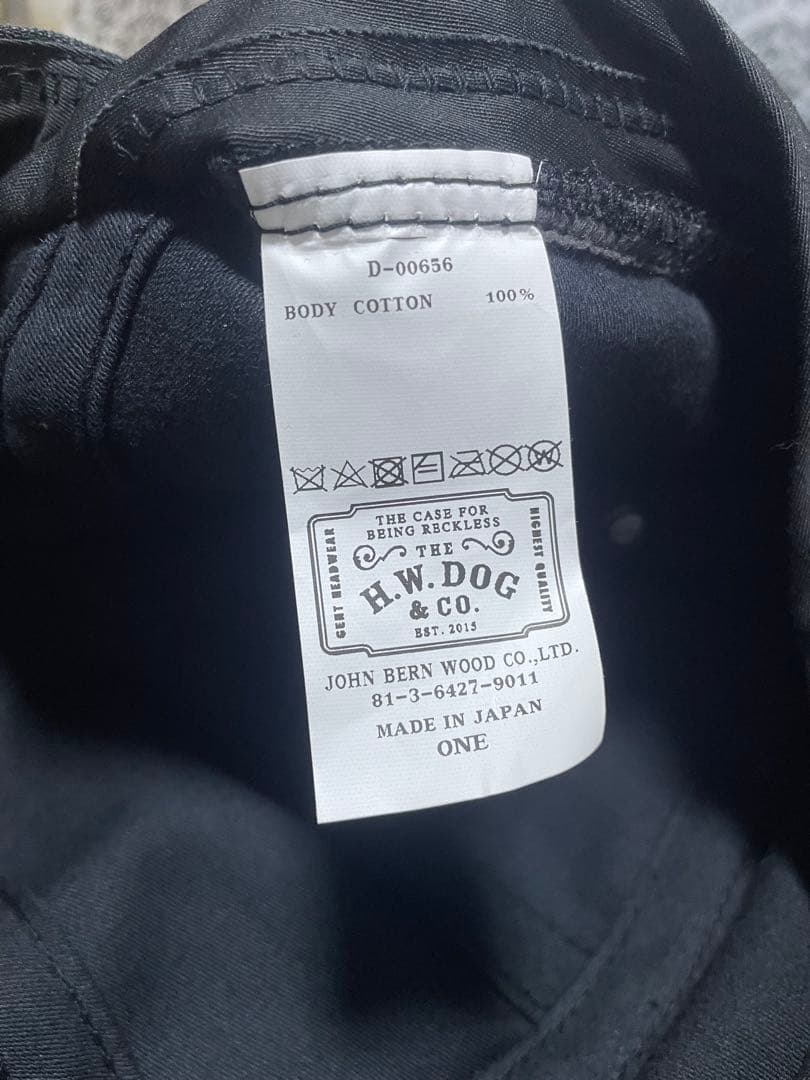 D-00656
BODY COTTON 100%
THE CASE FOR
BEING RECKLESS
GENT HEADWEAR
HIGHEST QUALITY
THE
H.W.DOG
& CO.
EST. 2015
JOHN BERN WOOD CO.,LTD.
81-3-6427-9011
MADE IN JAPAN
ONE